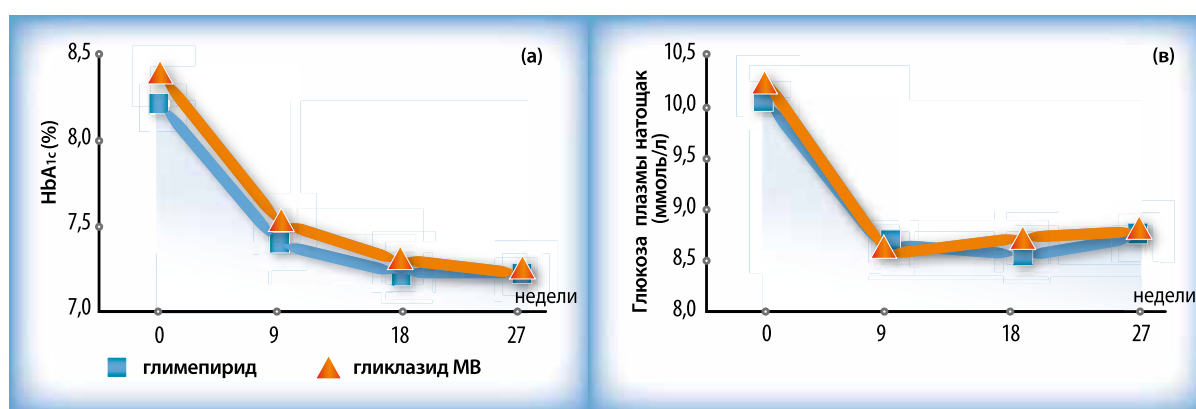 8,5
(а)
8,0
HbA1c (%)
7,5
7,0
недели
0 9 18 27
глимепирид гликлазид МВ
10,5
(в)
10,0
Глюкоза плазмы натощак
(ммоль/л)
9,5
9,0
8,5
8,0
недели
0 9 18 27